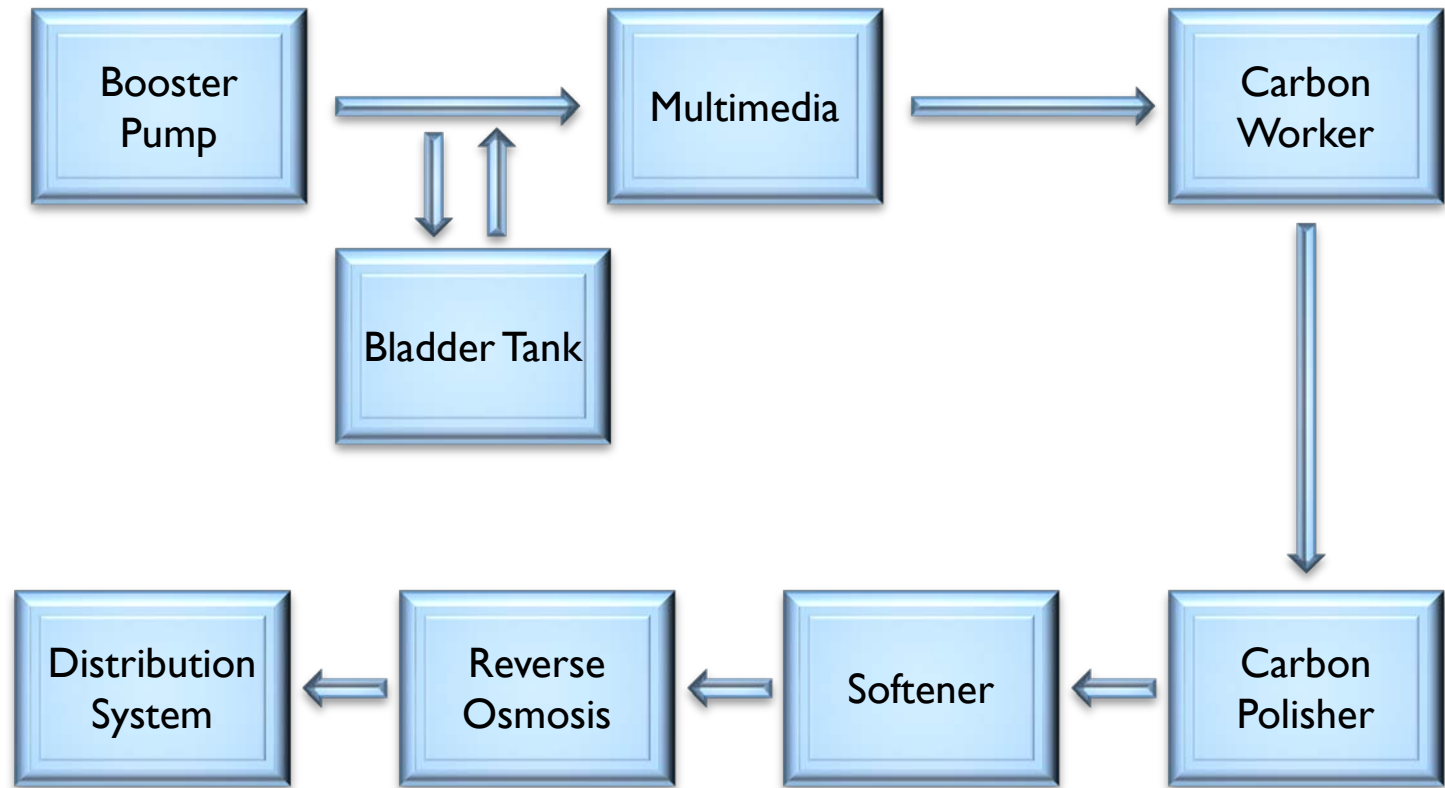 Booster
Pump
Multimedia
Carbon
Worker
Bladder Tank
Distribution
System
Reverse
Osmosis
Softener
Carbon
Polisher